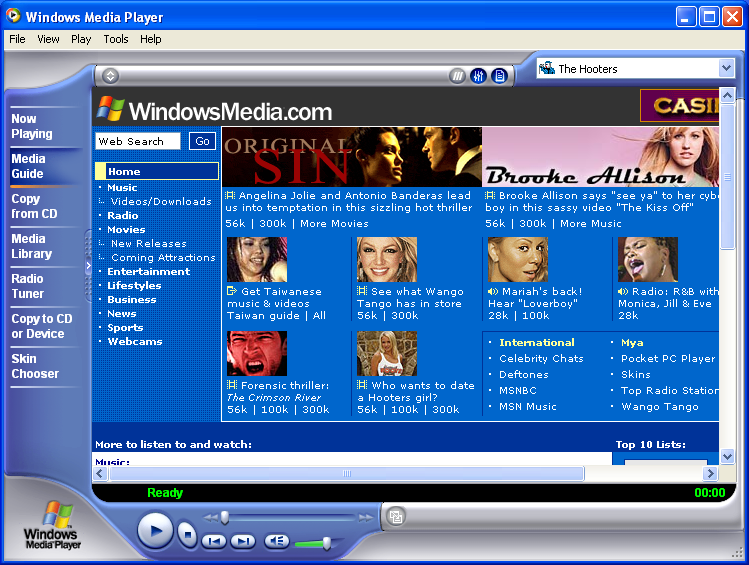 Windows Media Player
File View Play Tools Help
The Hooters
Now
Playing
Media
Guide
Copy
from CD
Media
Library
Radio
Tuner
Copy to CD
or Device
Skin
Chooser
WindowsMedia.com
CASI
Web Search
Go
Home
Music
Videos/Downloads
Radio
Movies
New Releases
Coming Attractions
Entertainment
Lifestyles
Business
News
Sports
Webcams
ORIGINAL
SIN
Brooke Allison
Angelina Jolie and Antonio Banderas lead
us into temptation in this sizzling hot thriller
56k | 300k | More Movies
Brooke Allison says "see ya" to her cybe
boy in this sassy video "The Kiss Off"
56k | 300k | More Music
Get Taiwanese
music & videos
Taiwan guide | All
See what Wango
Tango has in store
56k | 300k
Mariah's back!
Hear "Loverboy"
28k | 100k
Radio: R&B with
Monica, Jill & Eve
28k
Forensic thriller:
The Crimson River
56k | 100k | 300k
Who wants to date
a Hooters girl?
56k | 100k | 300k
International
Celebrity Chats
Deftones
MSNBC
MSN Music
Mya
Pocket PC Player
Skins
Top Radio Station
Wango Tango
More to listen to and watch:
Top 10 Lists:
Music:
Ready
00:00
Windows
Media Player